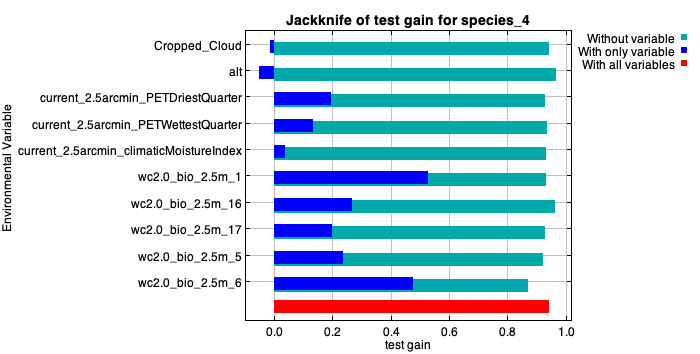 Jackknife of test gain for species_4
Without variable
With only variable
With all variables
Environmental Variable
Cropped_Cloud
alt
current_2.5arcmin_PETDriestQuarter
current_2.5arcmin_PETWettestQuarter
current_2.5arcmin_climaticMoistureIndex
wc2.0_bio_2.5m_1
wc2.0_bio_2.5m_16
wc2.0_bio_2.5m_17
wc2.0_bio_2.5m_5
wc2.0_bio_2.5m_6
0.0 0.2 0.4 0.6 0.8 1.0
test gain